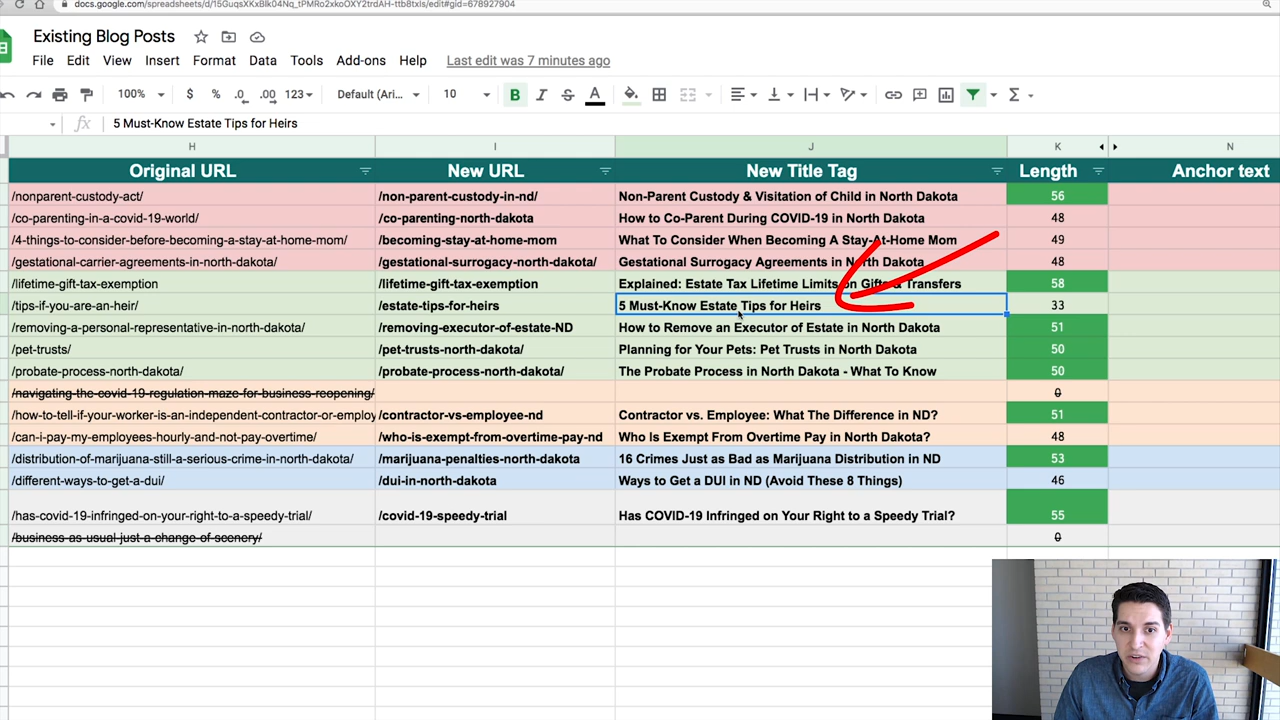 docs.google.com/spreadsheets/d/15GuqsXKxBlk04Nq_tPMRo2xkoOXY2trdAH-ttb8txIs/edit#gid=678927904
Existing Blog Posts
File Edit View Insert Format Data Tools Add-ons Help Last edit was 7 minutes ago
100% $ % .0 .00 123 Default (Ari... 10 B I S A
fx 5 Must-Know Estate Tips for Heirs
H I J K N
Original URL New URL New Title Tag Length Anchor text
/nonparent-custody-act/ /non-parent-custody-in-nd/ Non-Parent Custody & Visitation of Child in North Dakota 56
/co-parenting-in-a-covid-19-world/ /co-parenting-north-dakota How to Co-Parent During COVID-19 in North Dakota 48
/4-things-to-consider-before-becoming-a-stay-at-home-mom/ /becoming-stay-at-home-mom What To Consider When Becoming A Stay-At-Home Mom 49
/gestational-carrier-agreements-in-north-dakota/ /gestational-surrogacy-north-dakota/ Gestational Surrogacy Agreements in North Dakota 48
/lifetime-gift-tax-exemption /lifetime-gift-tax-exemption Explained: Estate Tax Lifetime Limits on Gifts & Transfers 58
/tips-if-you-are-an-heir/ /estate-tips-for-heirs 5 Must-Know Estate Tips for Heirs 33
/removing-a-personal-representative-in-north-dakota/ /removing-executor-of-estate-ND How to Remove an Executor of Estate in North Dakota 51
/pet-trusts/ /pet-trusts-north-dakota/ Planning for Your Pets: Pet Trusts in North Dakota 50
/probate-process-north-dakota/ /probate-process-north-dakota/ The Probate Process in North Dakota - What To Know 50
/navigating-the-covid-19-regulation-maze-for-business-reopening/ 0
/how-to-tell-if-your-worker-is-an-independent-contractor-or-employ /contractor-vs-employee-nd Contractor vs. Employee: What The Difference in ND? 51
/can-i-pay-my-employees-hourly-and-not-pay-overtime/ /who-is-exempt-from-overtime-pay-nd Who Is Exempt From Overtime Pay in North Dakota? 48
/distribution-of-marijuana-still-a-serious-crime-in-north-dakota/ /marijuana-penalties-north-dakota 16 Crimes Just as Bad as Marijuana Distribution in ND 53
/different-ways-to-get-a-dui/ /dui-in-north-dakota Ways to Get a DUI in ND (Avoid These 8 Things) 46
/has-covid-19-infringed-on-your-right-to-a-speedy-trial/ /covid-19-speedy-trial Has COVID-19 Infringed on Your Right to a Speedy Trial? 55
/business-as-usual-just-a-change-of-scenery/ 0